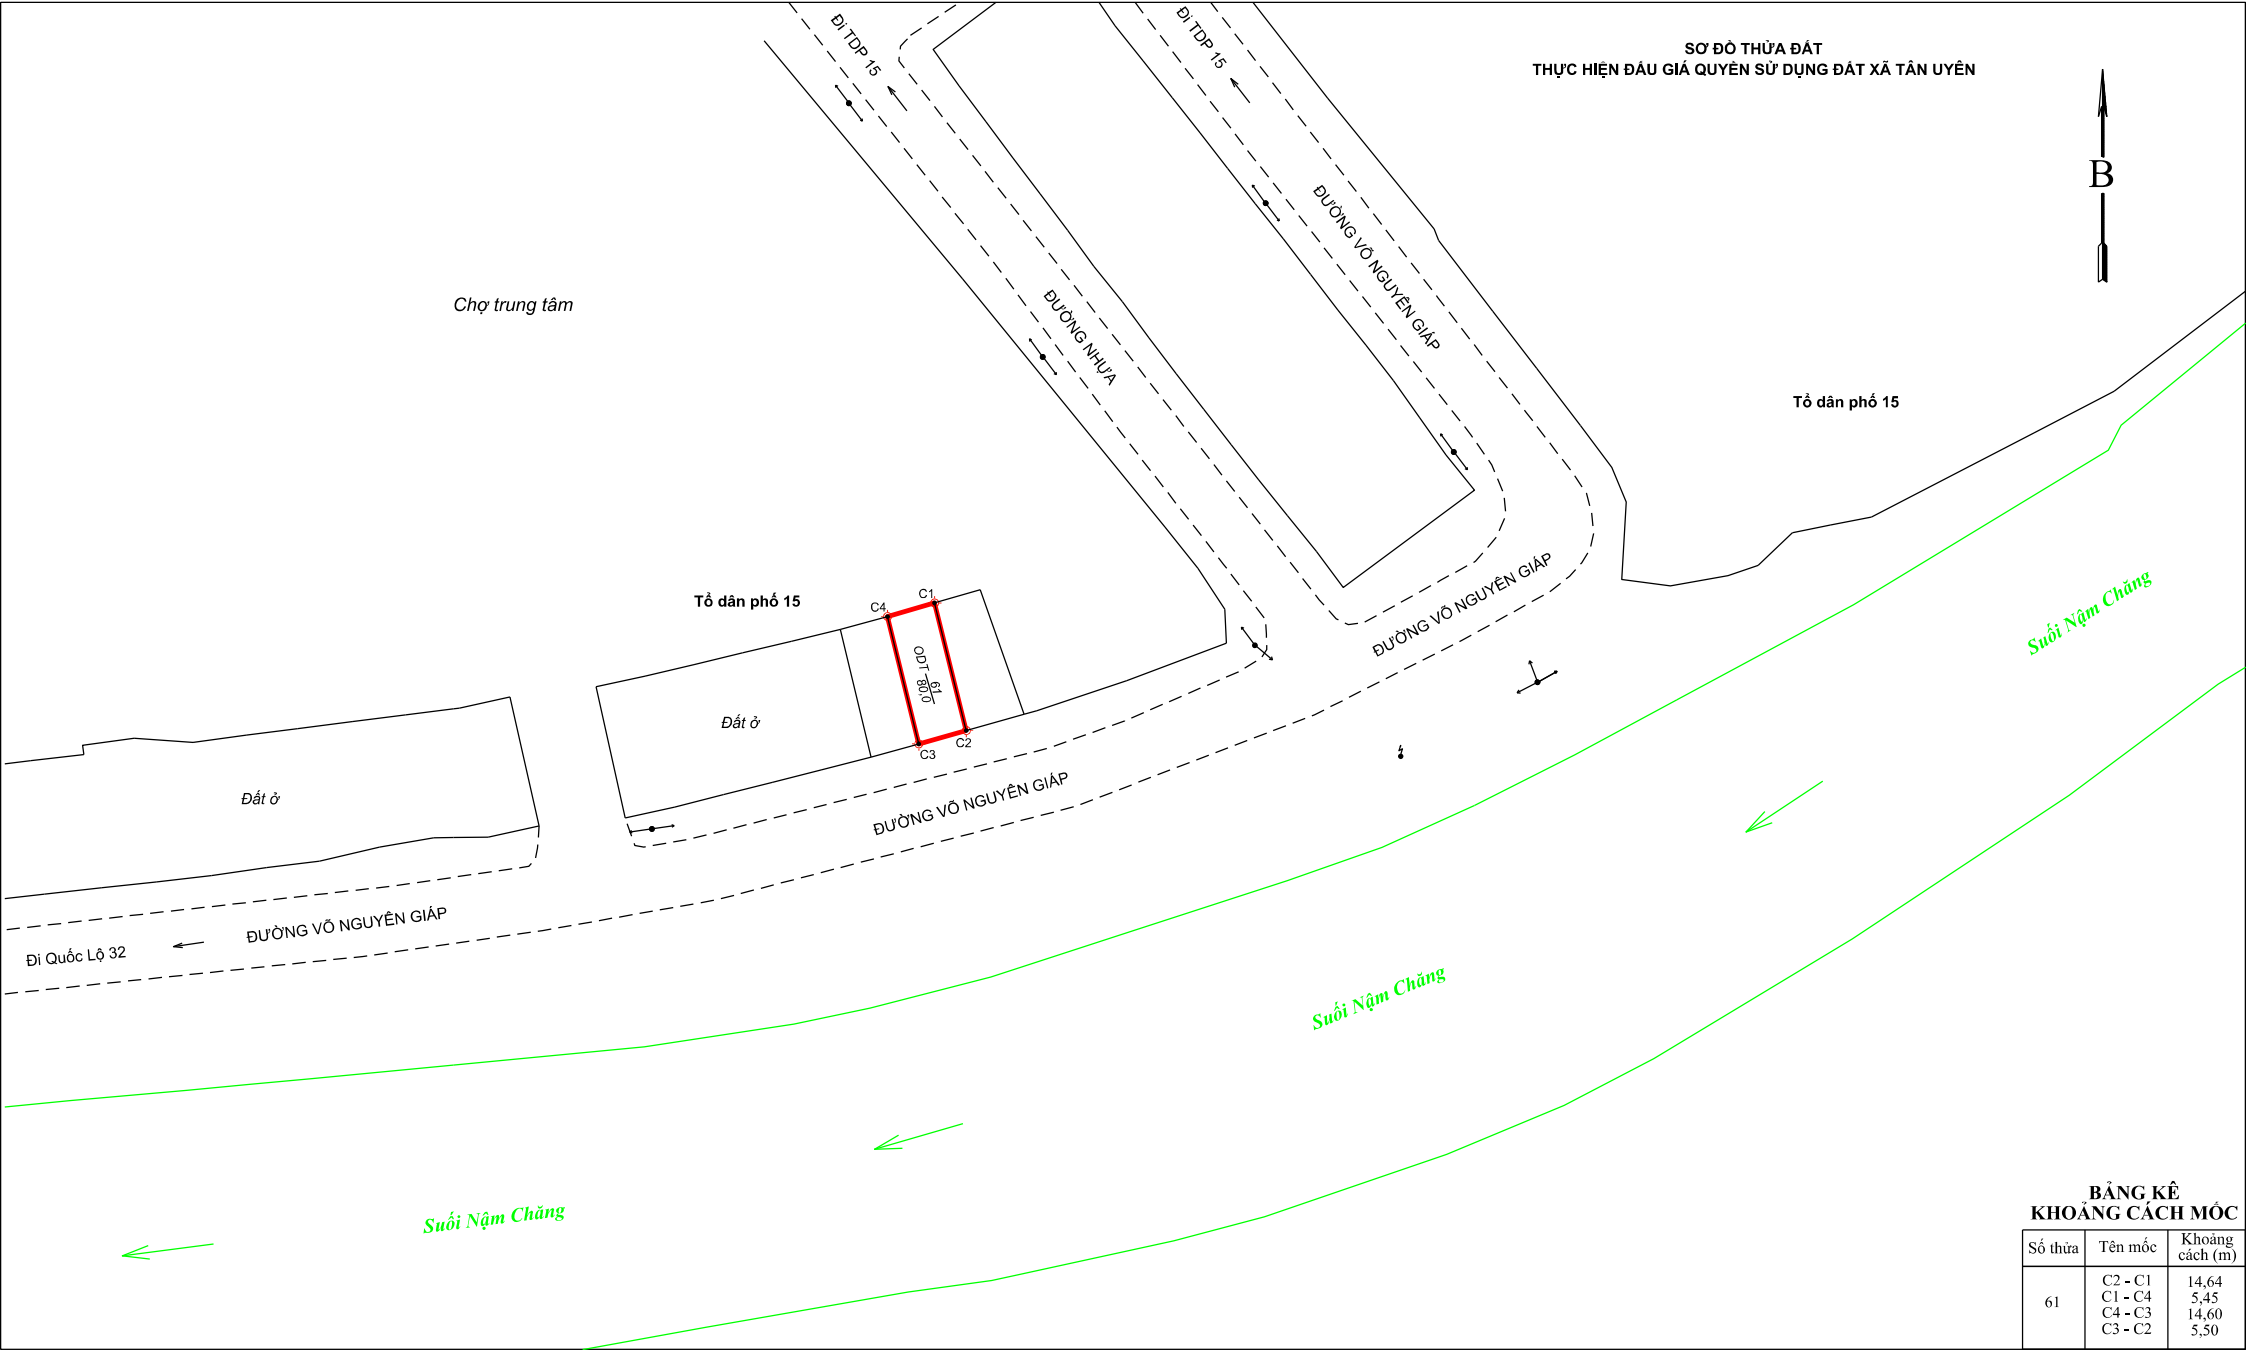 SƠ ĐỒ THỬA ĐẤT
THỰC HIỆN ĐẤU GIÁ QUYỀN SỬ DỤNG ĐẤT XÃ TÂN UYÊN
B
Đi TDP 15
Đi TDP 15
ĐƯỜNG VÕ NGUYÊN GIÁP
ĐƯỜNG NHỰA
Chợ trung tâm
Tổ dân phố 15
Tổ dân phố 15
C4
C1
ODT
61
80,0
C3
C2
Đất ở
Đất ở
ĐƯỜNG VÕ NGUYÊN GIÁP
ĐƯỜNG VÕ NGUYÊN GIÁP
ĐƯỜNG VÕ NGUYÊN GIÁP
Đi Quốc Lộ 32
Suối Nậm Chăng
Suối Nậm Chăng
Suối Nậm Chăng
BẢNG KÊ
KHOẢNG CÁCH MỐC
Số thửa Tên mốc Khoảng cách (m)
61
C2 - C1 14,64
C1 - C4 5,45
C4 - C3 14,60
C3 - C2 5,50